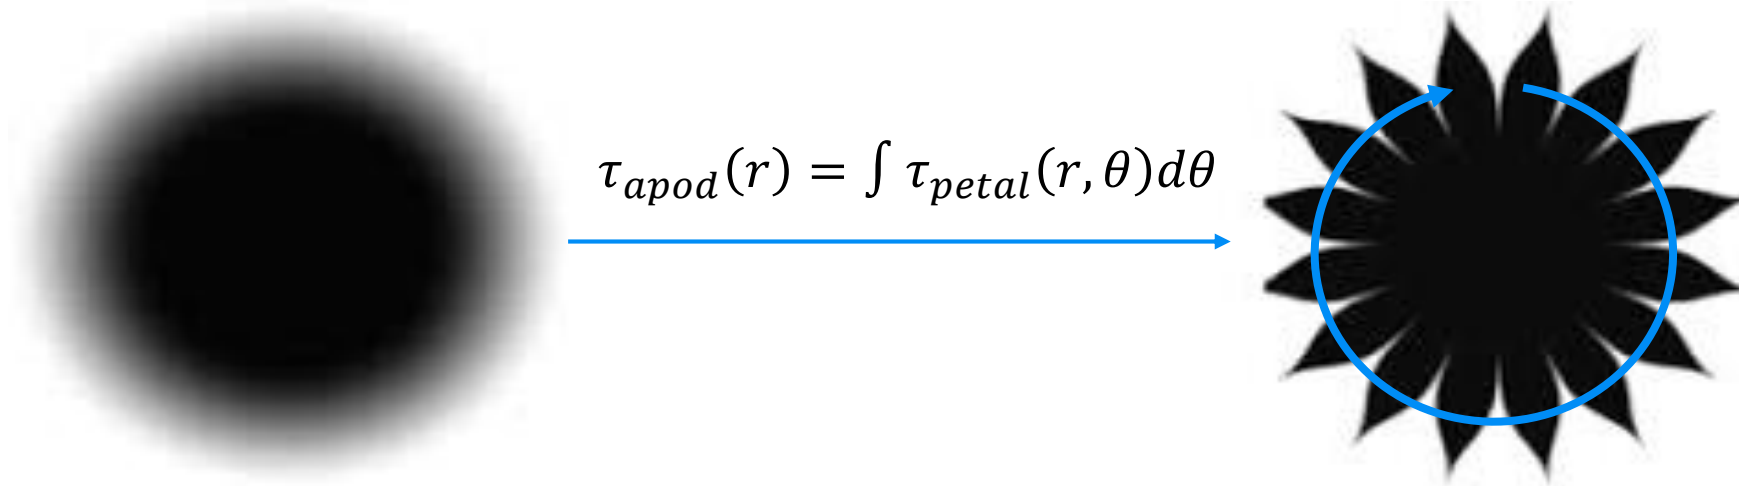 τ_apod(r) = ∫ τ_petal(r, θ)dθ